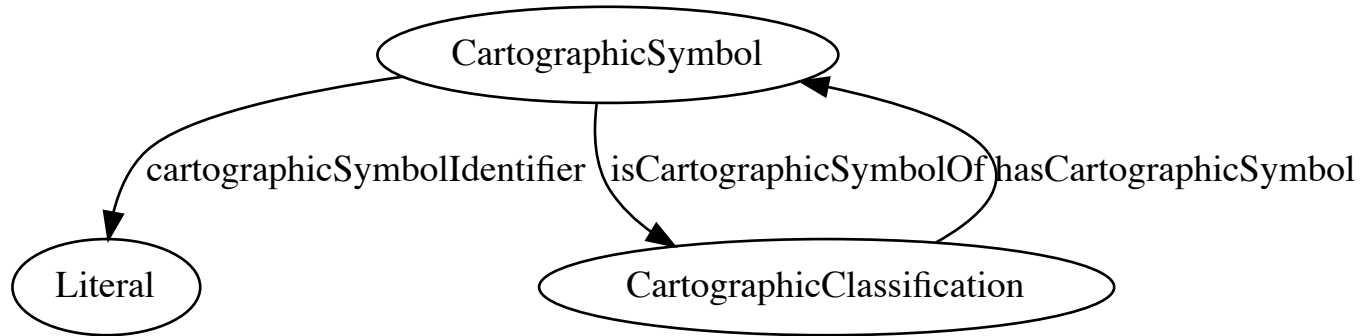 CartographicSymbol
cartographicSymbolIdentifier
isCartographicSymbolOf
hasCartographicSymbol
Literal
CartographicClassification